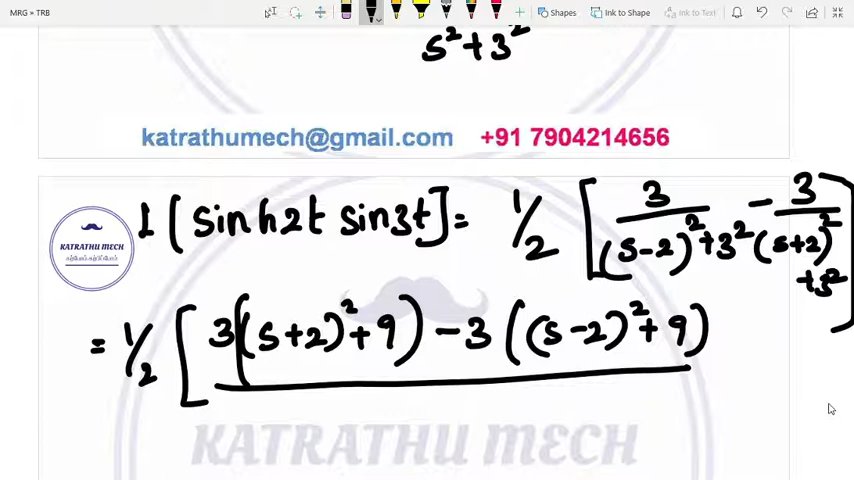 MRG » TRB
Shapes Ink to Shape Ink to Text
s²+3²
katrathumech@gmail.com +91 7904214656
L [sinh2t sin3t] = 1/2 [ 3/((s-2)²+3²) - 3/((s+2)²+3²) ]
KATRATHU MECH
= 1/2 [ 3((s+2)²+9) - 3((s-2)²+9)
KATRATHU MECH